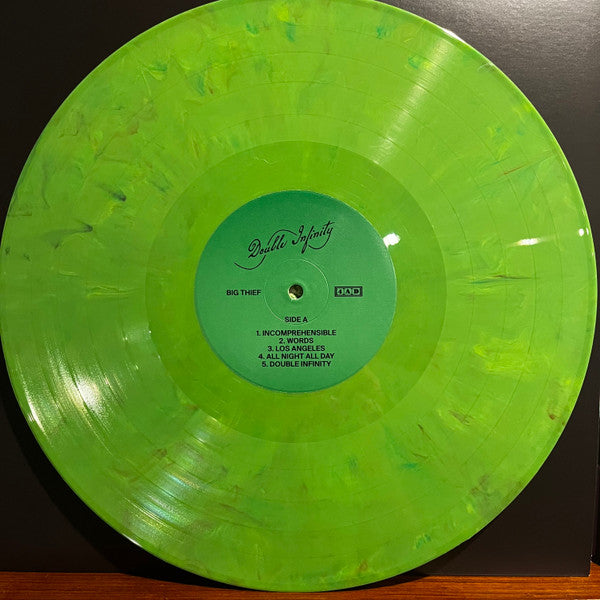 Double Infinity
BIG THIEF
4AD
SIDE A
1. INCOMPREHENSIBLE
2. WORDS
3. LOS ANGELES
4. ALL NIGHT ALL DAY
5. DOUBLE INFINITY